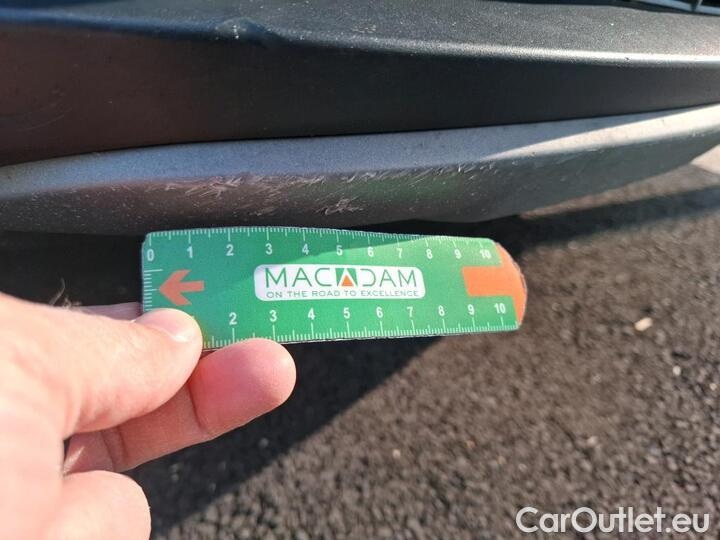 0 1 2 3 4 5 6 7 8 9 10
MACADAM
ON THE ROAD TO EXCELLENCE
2 3 4 5 6 7 8 9 10
CarOutlet.eu